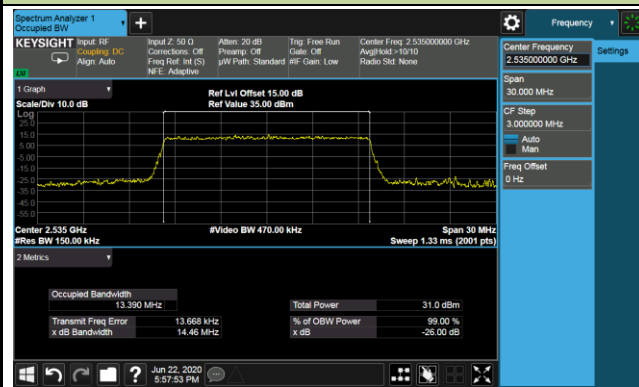 Spectrum Analyzer 1
Occupied BW
+
Frequency
KEYSIGHT
Input: RF
Coupling: DC
Align: Auto
Input Z: 50 Ω
Corrections: Off
Freq Ref: Int (S)
NFE: Adaptive
Atten: 20 dB
Preamp: Off
µW Path: Standard
Trig: Free Run
Gate: Off
#IF Gain: Low
Center Freq: 2.535000000 GHz
Avg|Hold:>10/10
Radio Std: None
Center Frequency
2.535000000 GHz
Settings
Span
30.000 MHz
CF Step
3.000000 MHz
Auto
Man
Freq Offset
0 Hz
1 Graph
Scale/Div 10.0 dB
Ref Lvl Offset 15.00 dB
Ref Value 35.00 dBm
Log
25.0
15.0
5.00
-5.00
-15.0
-25.0
-35.0
-45.0
-55.0
Center 2.535 GHz
#Res BW 150.00 kHz
#Video BW 470.00 kHz
Span 30 MHz
Sweep 1.33 ms (2001 pts)
2 Metrics
Occupied Bandwidth
13.390 MHz
Total Power 31.0 dBm
Transmit Freq Error 13.668 kHz
% of OBW Power 99.00 %
x dB Bandwidth 14.46 MHz
x dB -26.00 dB
?
Jun 22, 2020
5:57:53 PM